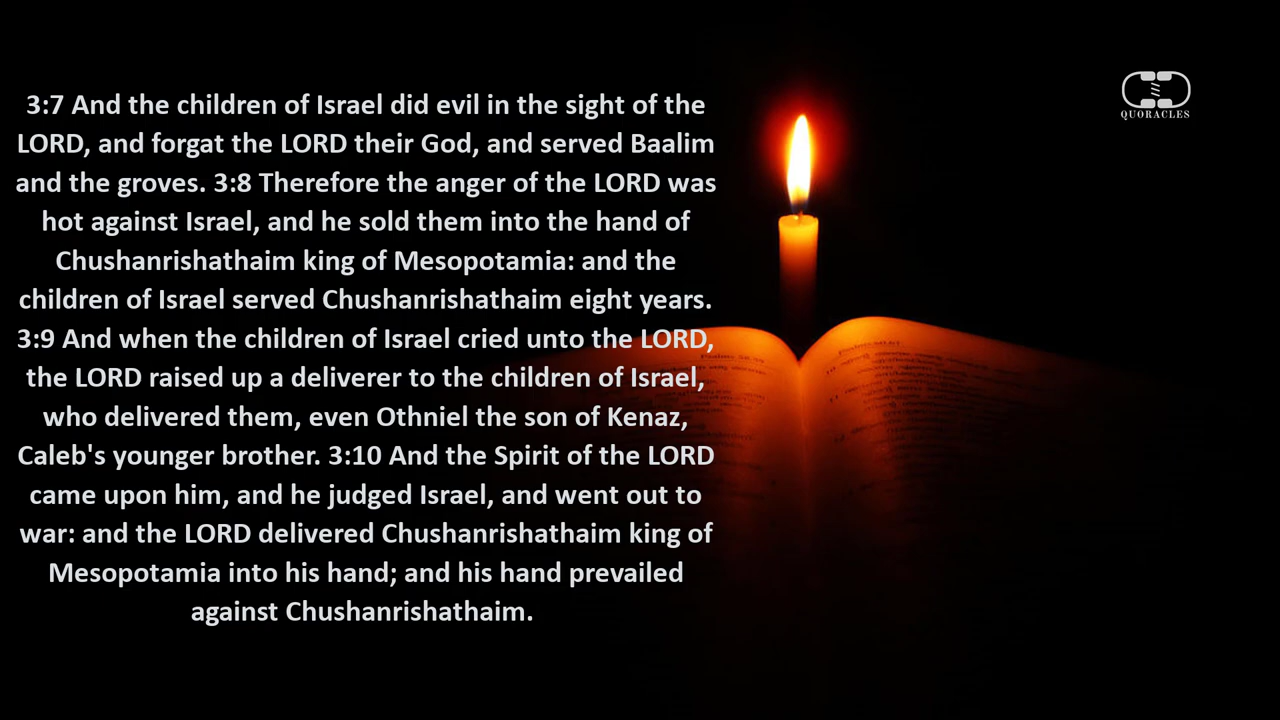 3:7 And the children of Israel did evil in the sight of the
LORD, and forgat the LORD their God, and served Baalim
and the groves. 3:8 Therefore the anger of the LORD was
hot against Israel, and he sold them into the hand of
Chushanrishathaim king of Mesopotamia: and the
children of Israel served Chushanrishathaim eight years.
3:9 And when the children of Israel cried unto the LORD,
the LORD raised up a deliverer to the children of Israel,
who delivered them, even Othniel the son of Kenaz,
Caleb's younger brother. 3:10 And the Spirit of the LORD
came upon him, and he judged Israel, and went out to
war: and the LORD delivered Chushanrishathaim king of
Mesopotamia into his hand; and his hand prevailed
against Chushanrishathaim.
QUORACLES